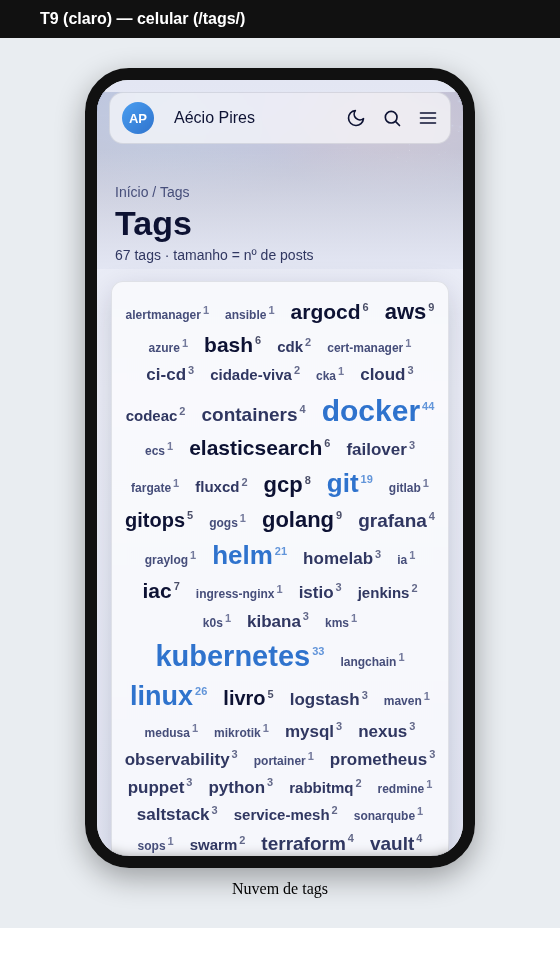 T9 (claro) — celular (/tags/)
AP Aécio Pires
Início / Tags
Tags
67 tags · tamanho = nº de posts
alertmanager 1 ansible 1 argocd 6 aws 9
azure 1 bash 6 cdk 2 cert-manager 1
ci-cd 3 cidade-viva 2 cka 1 cloud 3
codeac 2 containers 4 docker 44
ecs 1 elasticsearch 6 failover 3
fargate 1 fluxcd 2 gcp 8 git 19 gitlab 1
gitops 5 gogs 1 golang 9 grafana 4
graylog 1 helm 21 homelab 3 ia 1
iac 7 ingress-nginx 1 istio 3 jenkins 2
k0s 1 kibana 3 kms 1
kubernetes 33 langchain 1
linux 26 livro 5 logstash 3 maven 1
medusa 1 mikrotik 1 mysql 3 nexus 3
observability 3 portainer 1 prometheus 3
puppet 3 python 3 rabbitmq 2 redmine 1
saltstack 3 service-mesh 2 sonarqube 1
sops 1 swarm 2 terraform 4 vault 4
Nuvem de tags